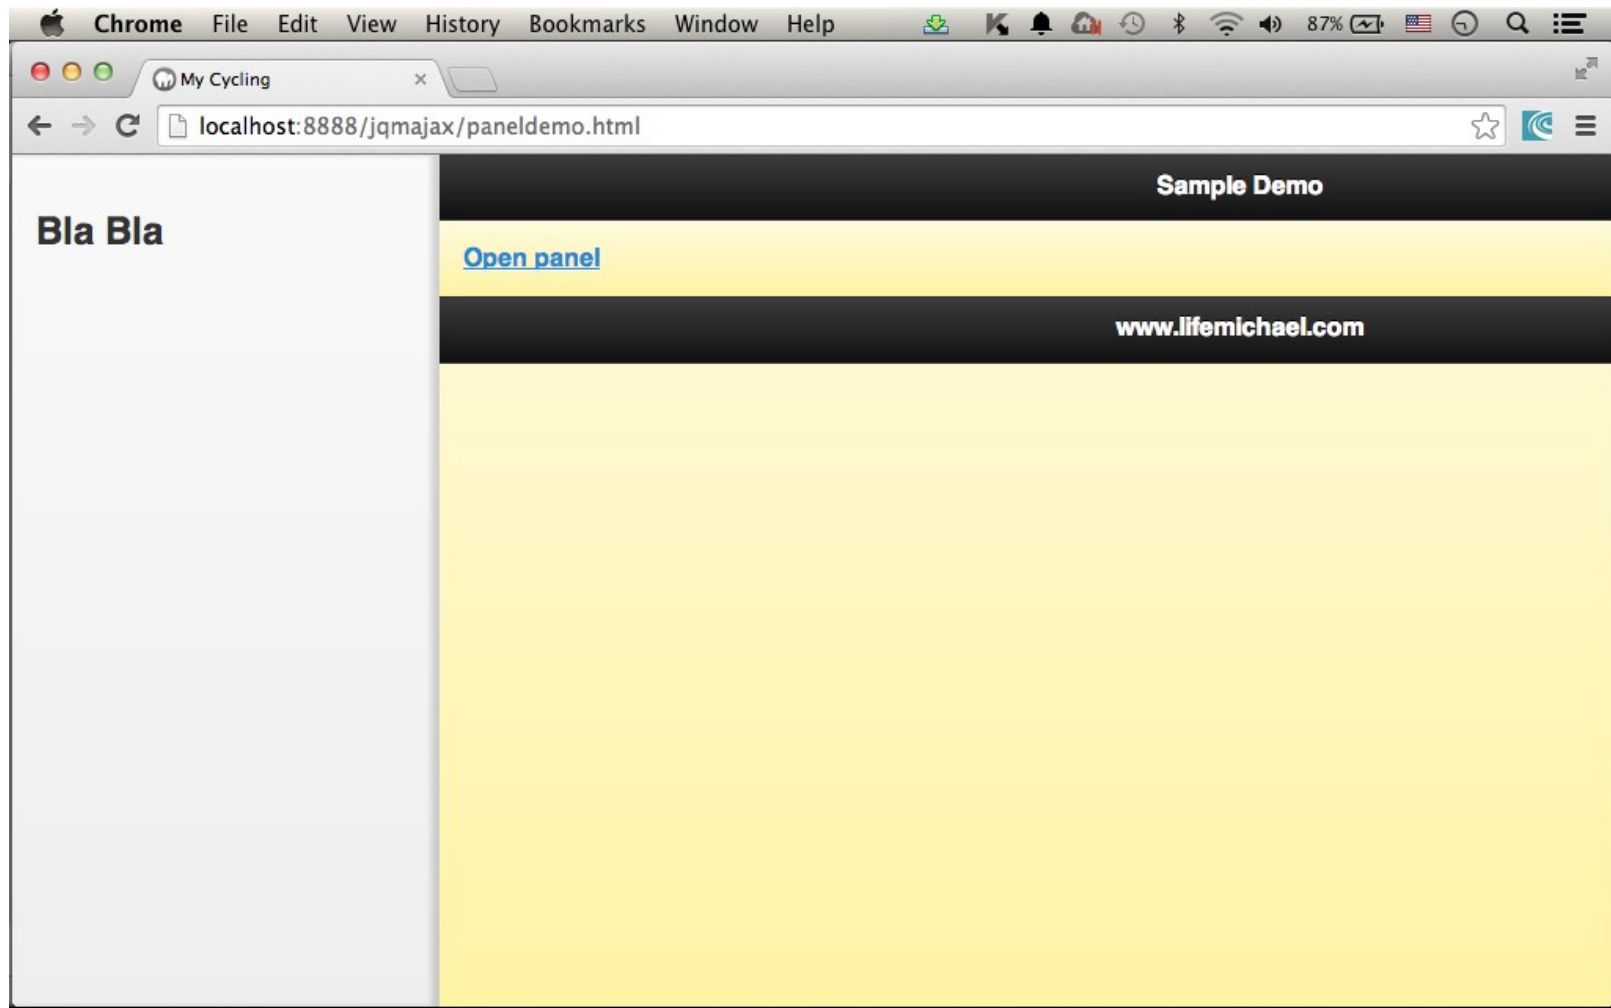 Chrome File Edit View History Bookmarks Window Help 87%
My Cycling
localhost:8888/jqmajax/paneldemo.html
Sample Demo
Bla Bla
Open panel
www.lifemichael.com